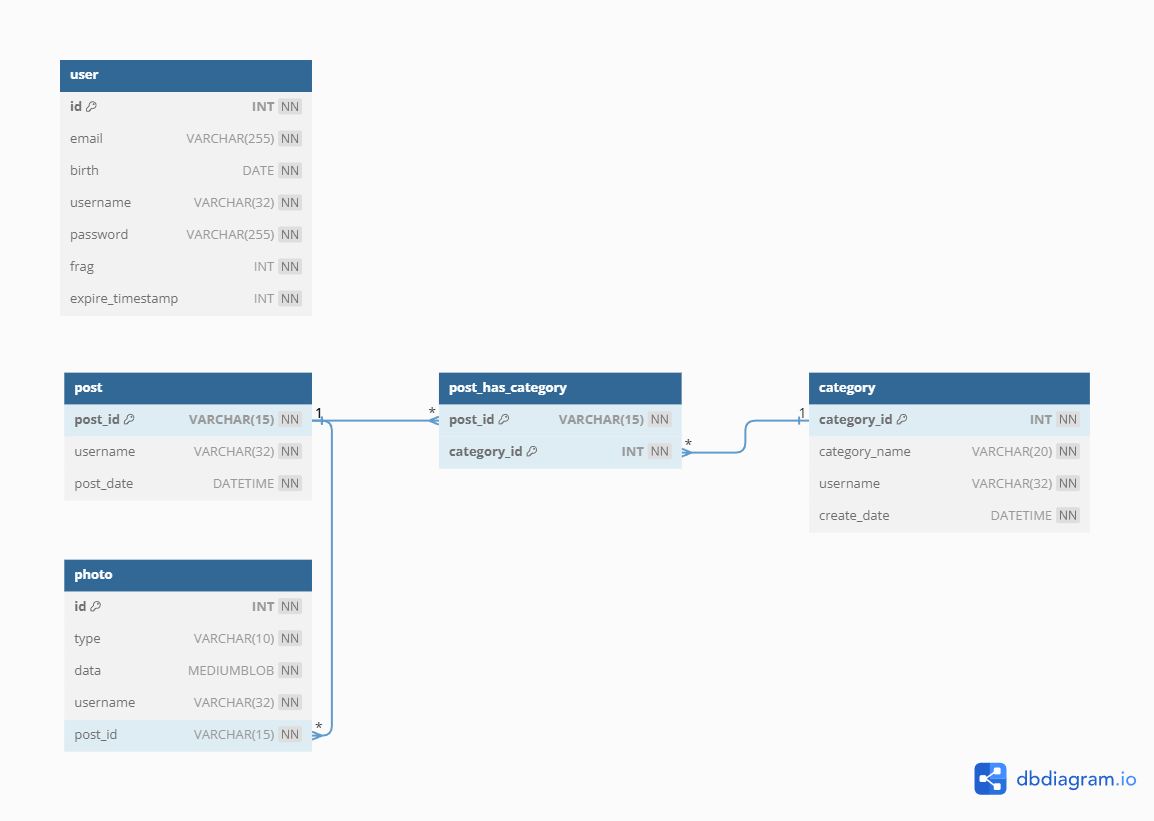 user
id INT NN
email VARCHAR(255) NN
birth DATE NN
username VARCHAR(32) NN
password VARCHAR(255) NN
frag INT NN
expire_timestamp INT NN
post
post_id VARCHAR(15) NN
username VARCHAR(32) NN
post_date DATETIME NN
1
*
post_has_category
post_id VARCHAR(15) NN
category_id INT NN
*
1
category
category_id INT NN
category_name VARCHAR(20) NN
username VARCHAR(32) NN
create_date DATETIME NN
photo
id INT NN
type VARCHAR(10) NN
data MEDIUMBLOB NN
username VARCHAR(32) NN
post_id VARCHAR(15) NN
*
dbdiagram.io